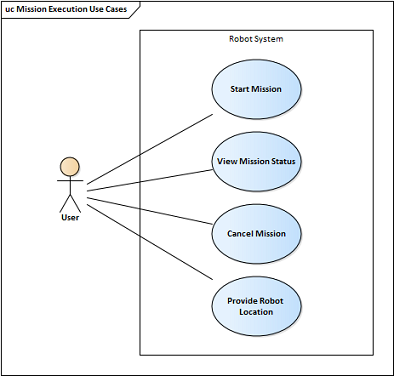 uc Mission Execution Use Cases
Robot System
Start Mission
View Mission Status
User
Cancel Mission
Provide Robot
Location